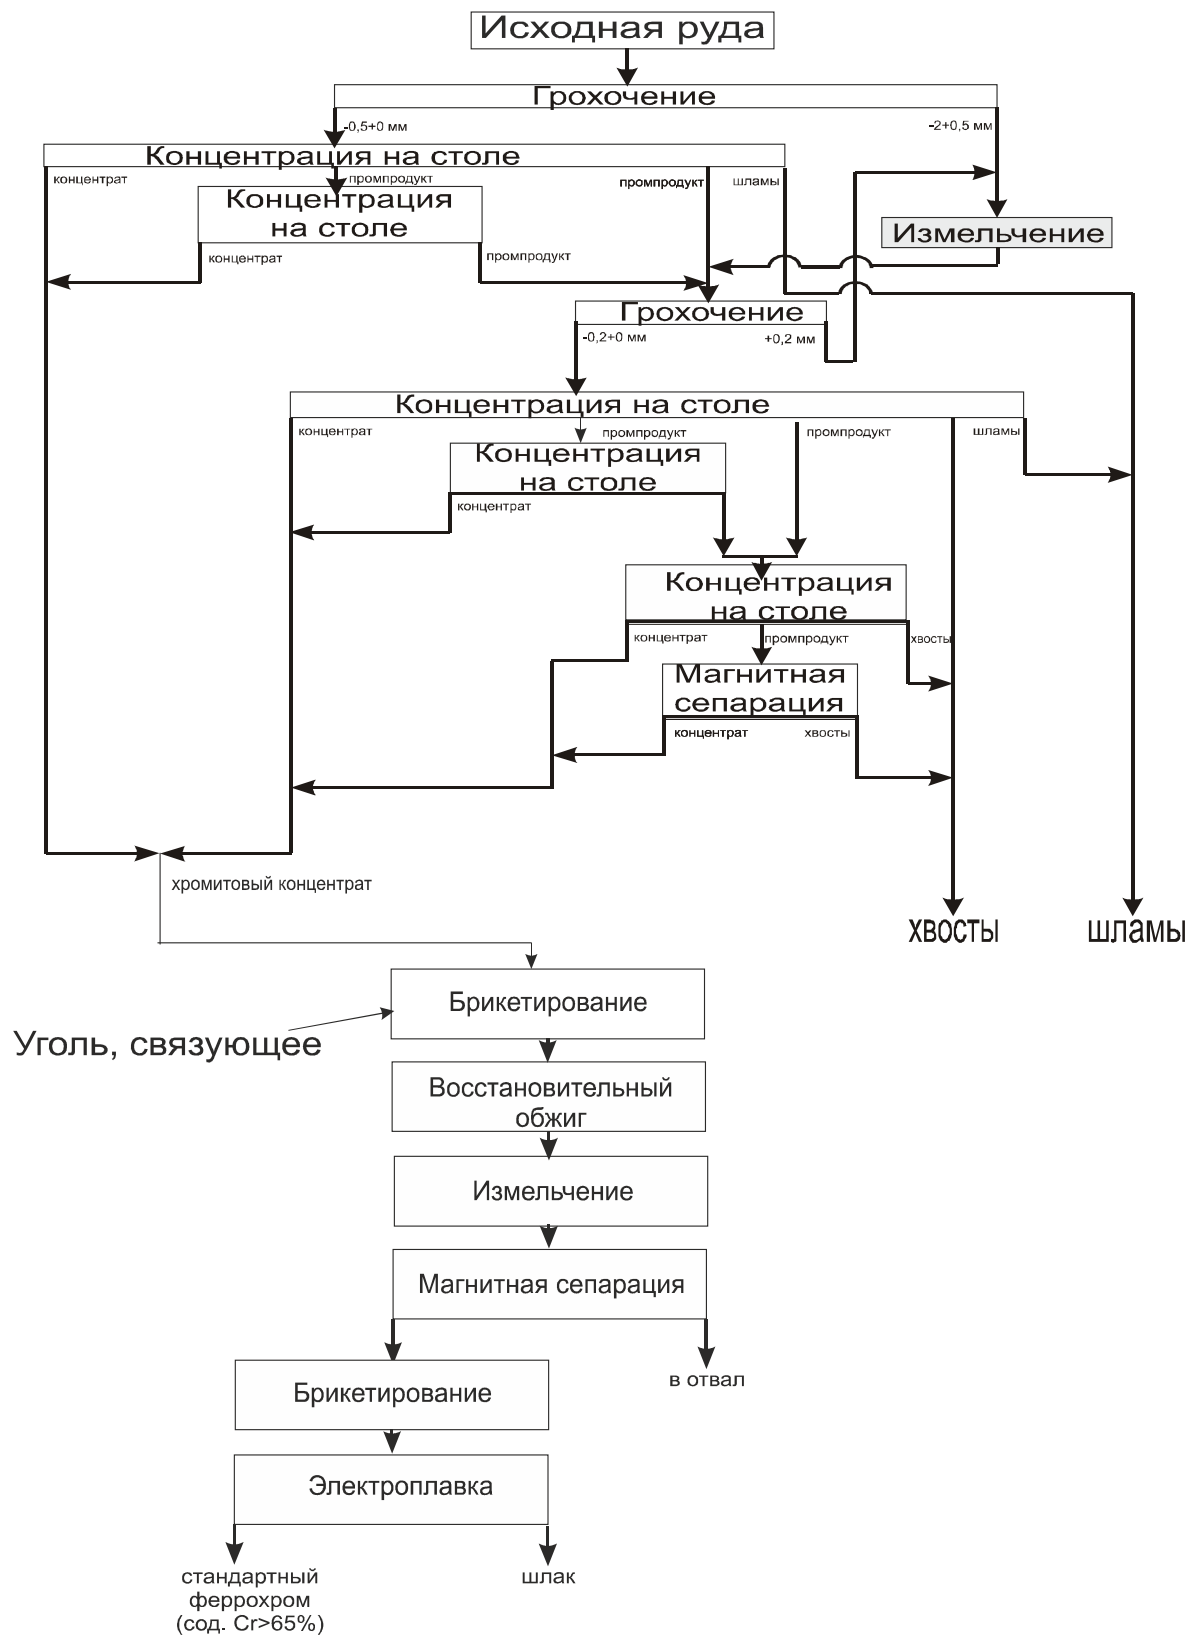 Исходная руда
Грохочение
-0,5+0 мм
-2+0,5 мм
Концентрация на столе
концентрат
промпродукт
промпродукт
шламы
Концентрация
на столе
Измельчение
концентрат
промпродукт
Грохочение
-0,2+0 мм
+0,2 мм
Концентрация на столе
концентрат
промпродукт
промпродукт
шламы
Концентрация
на столе
концентрат
Концентрация
на столе
концентрат
промпродукт
хвосты
Магнитная
сепарация
концентрат
хвосты
хромитовый концентрат
хвосты
шламы
Брикетирование
Уголь, связующее
Восстановительный
обжиг
Измельчение
Магнитная сепарация
в отвал
Брикетирование
Электроплавка
стандартный
феррохром
(сод. Cr>65%)
шлак